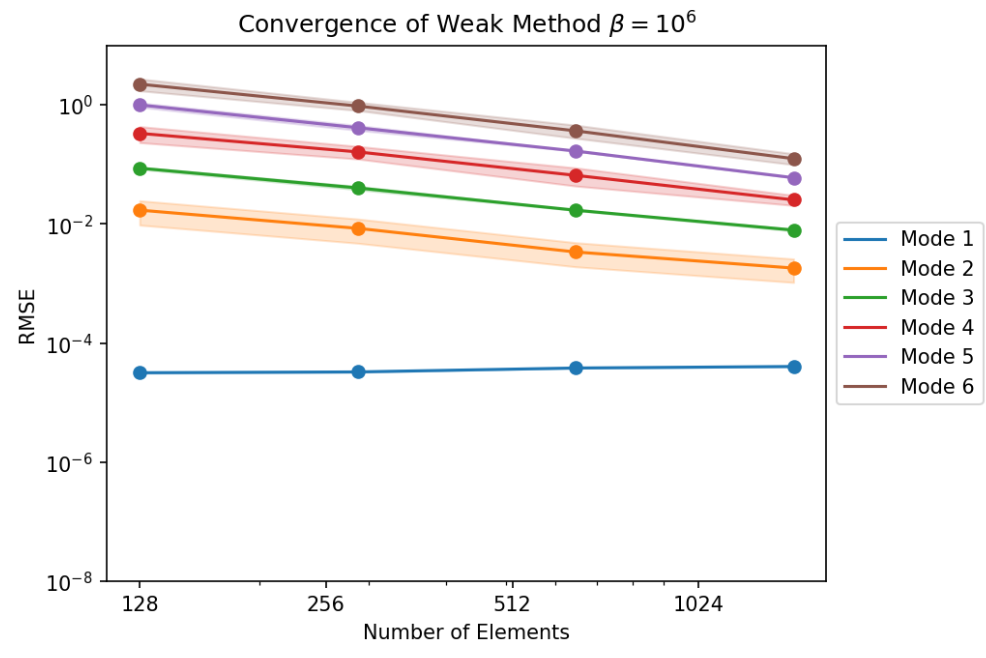 Convergence of Weak Method β = 10⁶
10⁰
10⁻²
10⁻⁴
10⁻⁶
10⁻⁸
RMSE
128 256 512 1024
Number of Elements
Mode 1
Mode 2
Mode 3
Mode 4
Mode 5
Mode 6